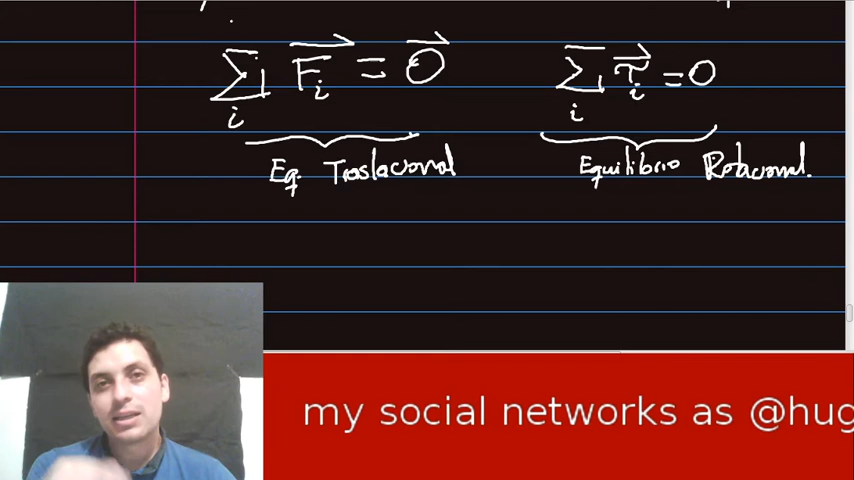 ∑ᵢ F⃗ᵢ = 0⃗ ∑ᵢ τ⃗ᵢ = 0
Eq. Traslacional Equilibrio Rotacional.
my social networks as @hug